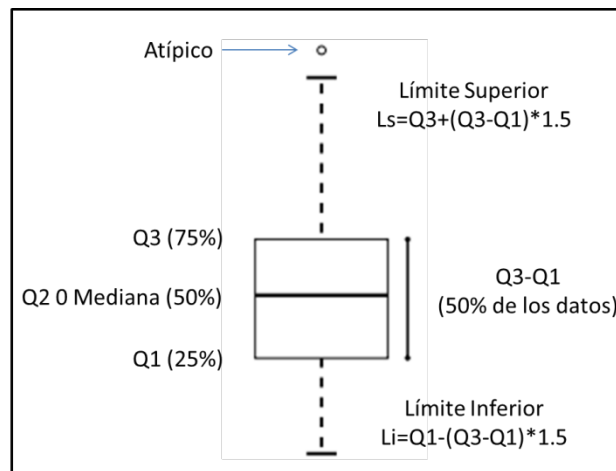 Atípico
Límite Superior
Ls=Q3+(Q3-Q1)*1.5
Q3 (75%)
Q3-Q1
Q2 0 Mediana (50%)
(50% de los datos)
Q1 (25%)
Límite Inferior
Li=Q1-(Q3-Q1)*1.5